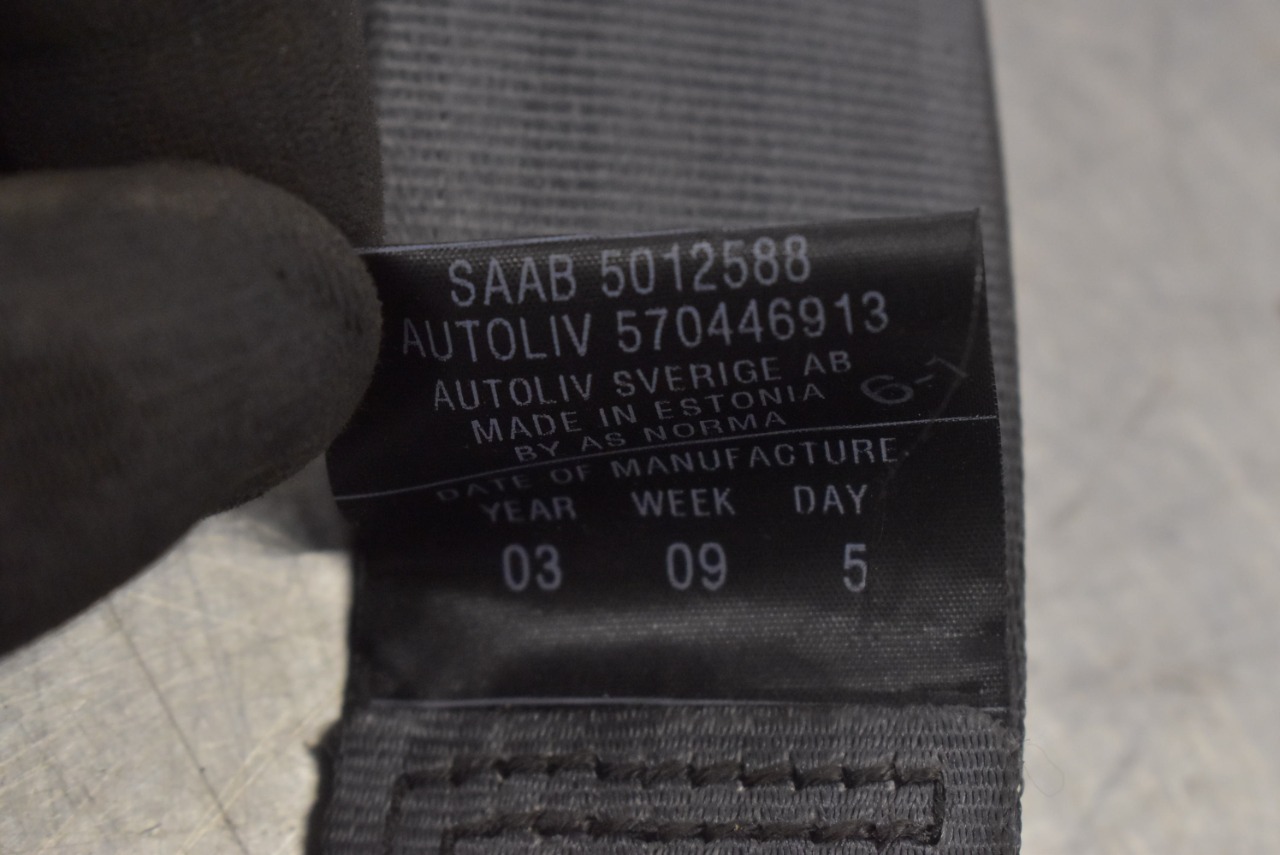 SAAB 5012588
AUTOLIV 570446913
AUTOLIV SVERIGE AB
MADE IN ESTONIA
BY AS NORMA
6-7
DATE OF MANUFACTURE
YEAR WEEK DAY
03 09 5